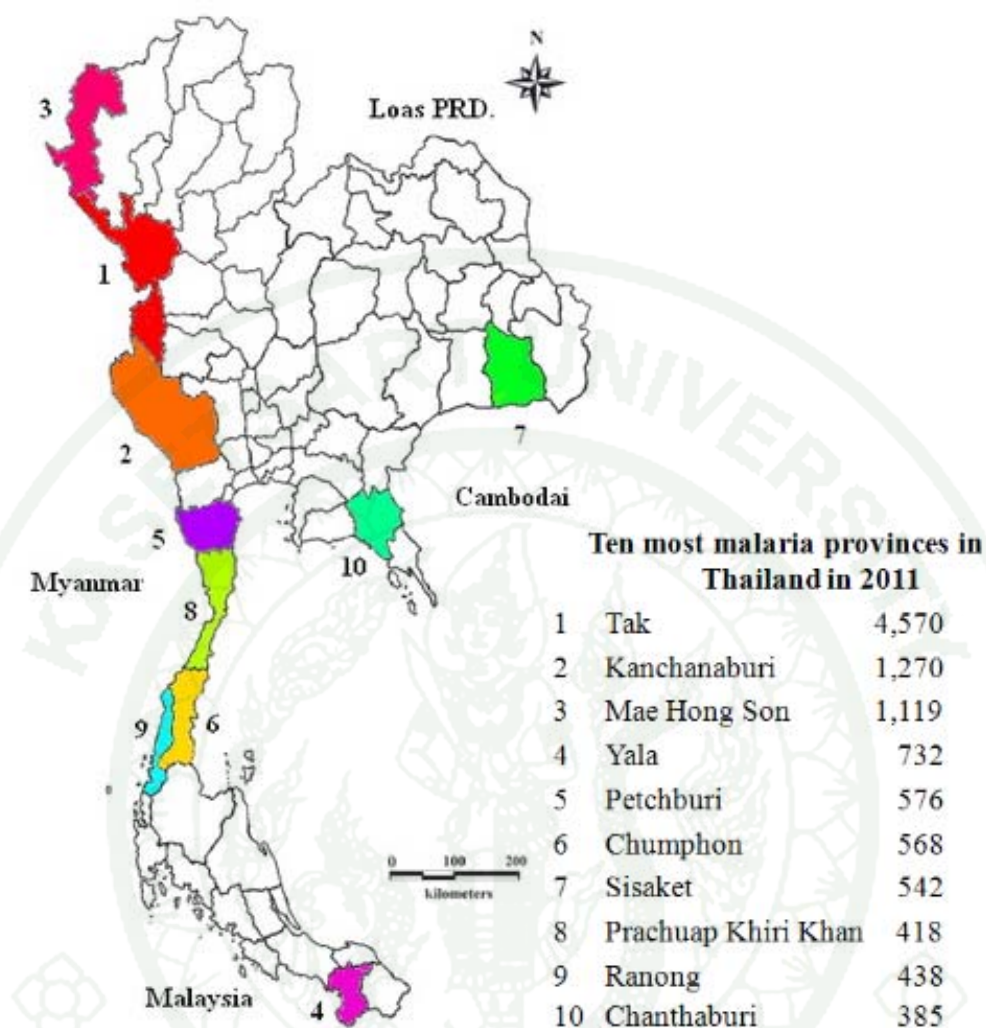 N
3
Loas PRD.
1
2
7
Cambodai
5
10
Myanmar
8
9
6
0 100 200
kilometers
Malaysia
4
KASETSART UNIVERSITY
Ten most malaria provinces in
Thailand in 2011
1 Tak 4,570
2 Kanchanaburi 1,270
3 Mae Hong Son 1,119
4 Yala 732
5 Petchburi 576
6 Chumphon 568
7 Sisaket 542
8 Prachuap Khiri Khan 418
9 Ranong 438
10 Chanthaburi 385